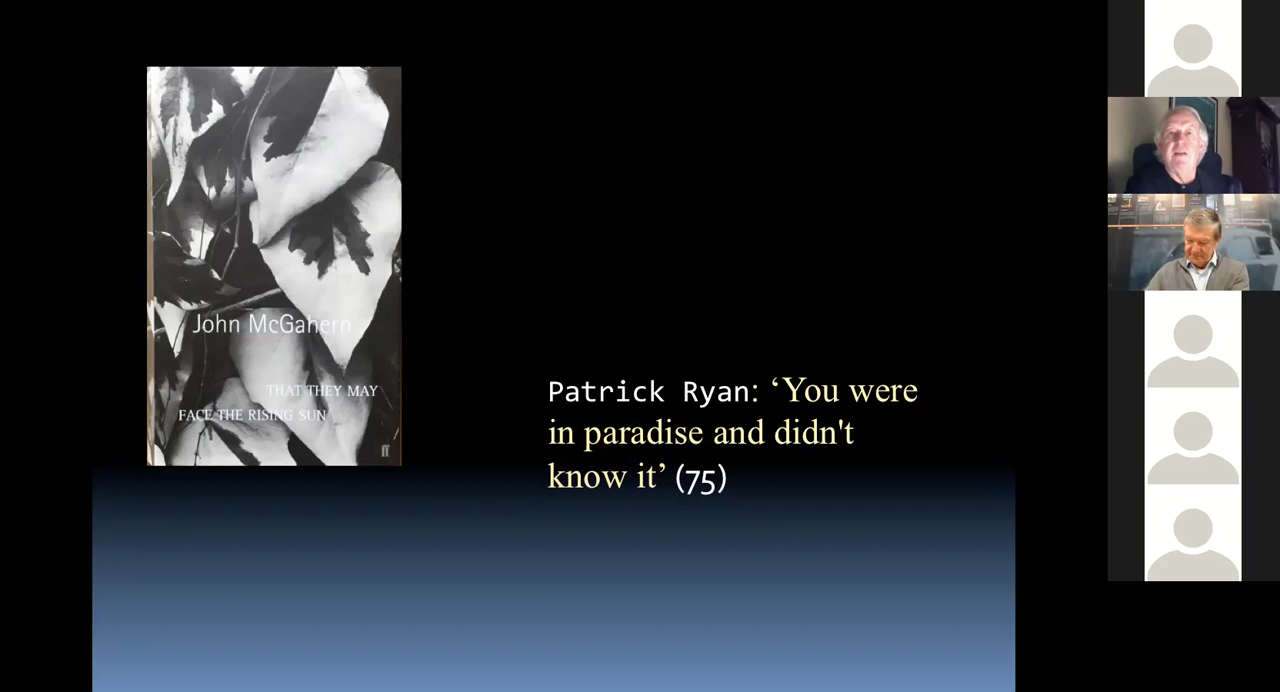 John McGahern
THAT THEY MAY
FACE THE RISING SUN
ff
Patrick Ryan: ‘You were
in paradise and didn't
know it’ (75)